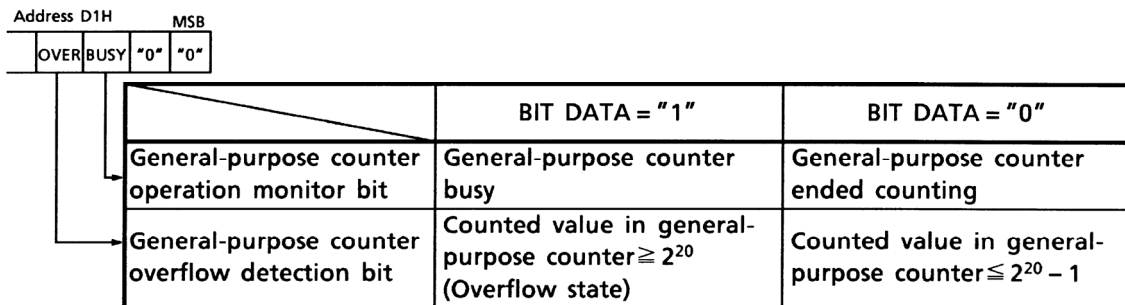 Address D1H MSB
OVER BUSY "0" "0"
BIT DATA = "1" BIT DATA = "0"
General-purpose counter operation monitor bit
General-purpose counter busy
General-purpose counter ended counting
General-purpose counter overflow detection bit
Counted value in general-purpose counter ≧ 2²⁰ (Overflow state)
Counted value in general-purpose counter ≦ 2²⁰ – 1